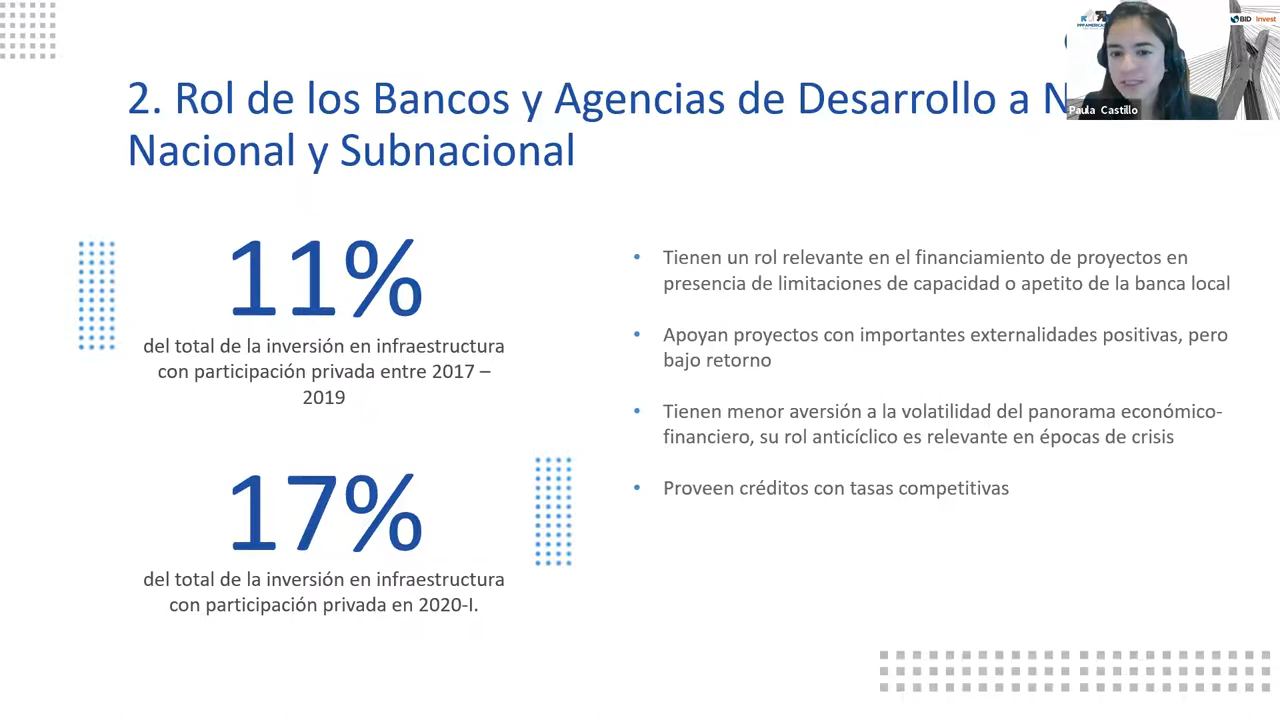 2. Rol de los Bancos y Agencias de Desarrollo a
Nacional y Subnacional
Paula Castillo
BID Invest
11%
del total de la inversión en infraestructura
con participación privada entre 2017 –
2019
17%
del total de la inversión en infraestructura
con participación privada en 2020-I.
• Tienen un rol relevante en el financiamiento de proyectos en
presencia de limitaciones de capacidad o apetito de la banca local
• Apoyan proyectos con importantes externalidades positivas, pero
bajo retorno
• Tienen menor aversión a la volatilidad del panorama económico-
financiero, su rol anticíclico es relevante en épocas de crisis
• Proveen créditos con tasas competitivas